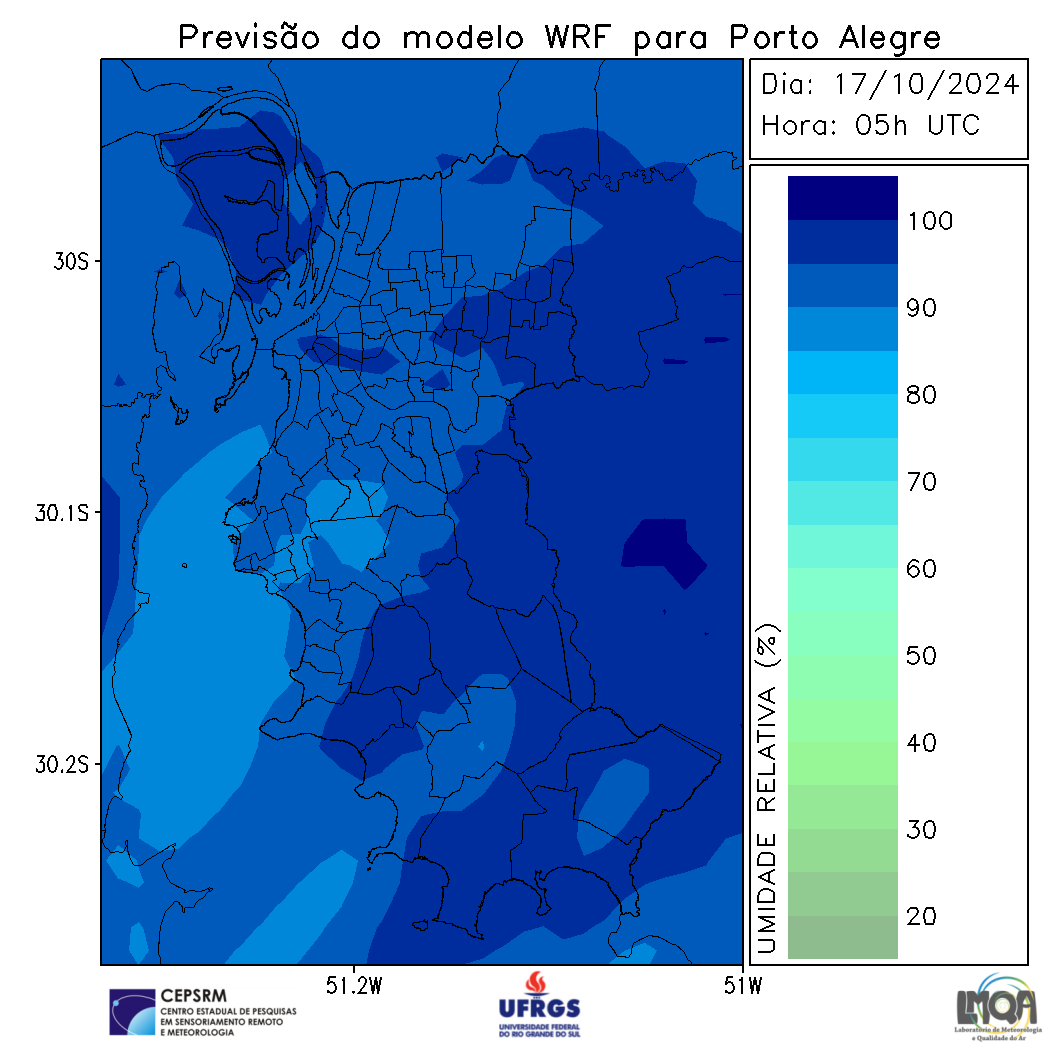 Previsão do modelo WRF para Porto Alegre
Dia: 17/10/2024
Hora: 05h UTC
30S
30.1S
30.2S
51.2W
51W
100
90
80
70
60
50
40
30
20
UMIDADE RELATIVA (%)
CEPSRM
CENTRO ESTADUAL DE PESQUISAS
EM SENSORIAMENTO REMOTO
E METEOROLOGIA
UFRGS
UNIVERSIDADE FEDERAL
DO RIO GRANDE DO SUL
LMQA
Laboratório de Meteorologia
e Qualidade do Ar